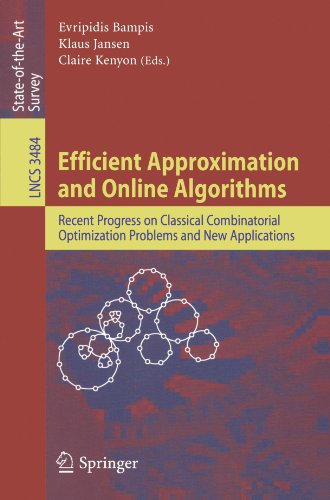 Evripidis Bampis
Klaus Jansen
Claire Kenyon (Eds.)
State-of-the-Art
Survey
LNCS 3484
Efficient Approximation
and Online Algorithms
Recent Progress on Classical Combinatorial
Optimization Problems and New Applications
Springer